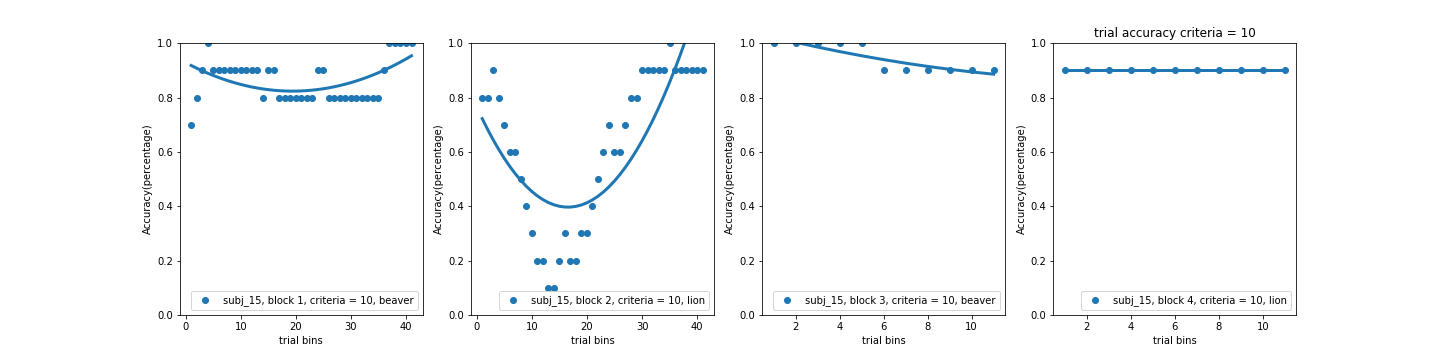 trial accuracy criteria = 10
1.0
0.8
0.6
0.4
0.2
0.0
Accuracy(percentage)
subj_15, block 1, criteria = 10, beaver
0 10 20 30 40
trial bins
1.0
0.8
0.6
0.4
0.2
0.0
Accuracy(percentage)
subj_15, block 2, criteria = 10, lion
0 10 20 30 40
trial bins
1.0
0.8
0.6
0.4
0.2
0.0
Accuracy(percentage)
subj_15, block 3, criteria = 10, beaver
2 4 6 8 10
trial bins
1.0
0.8
0.6
0.4
0.2
0.0
Accuracy(percentage)
subj_15, block 4, criteria = 10, lion
2 4 6 8 10
trial bins